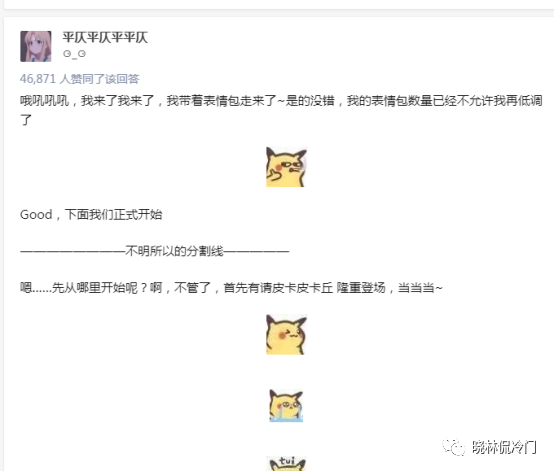 平仄平仄平平仄
⊙_⊙
46,871 人赞同了该回答
哦吼吼吼，我来了我来了，我带着表情包走来了~是的没错，我的表情包数量已经不允许我再低调
了
Good，下面我们正式开始
————————不明所以的分割线—————
嗯……先从哪里开始呢？啊，不管了，首先有请皮卡皮卡丘 隆重登场，当当当~
tui
晓林侃冷门